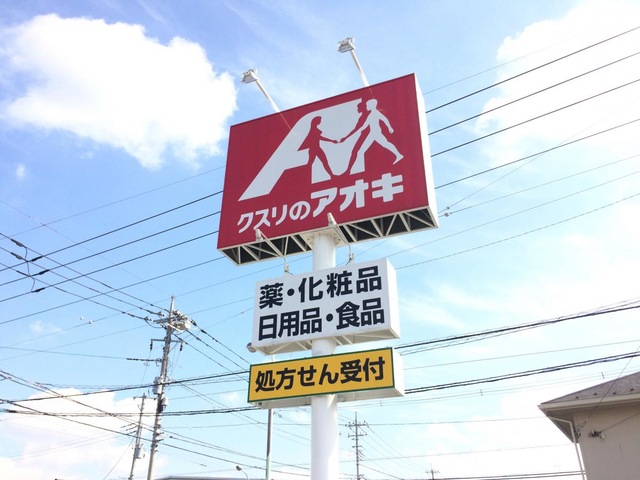 クスリのアオキ
薬・化粧品
日用品・食品
処方せん受付